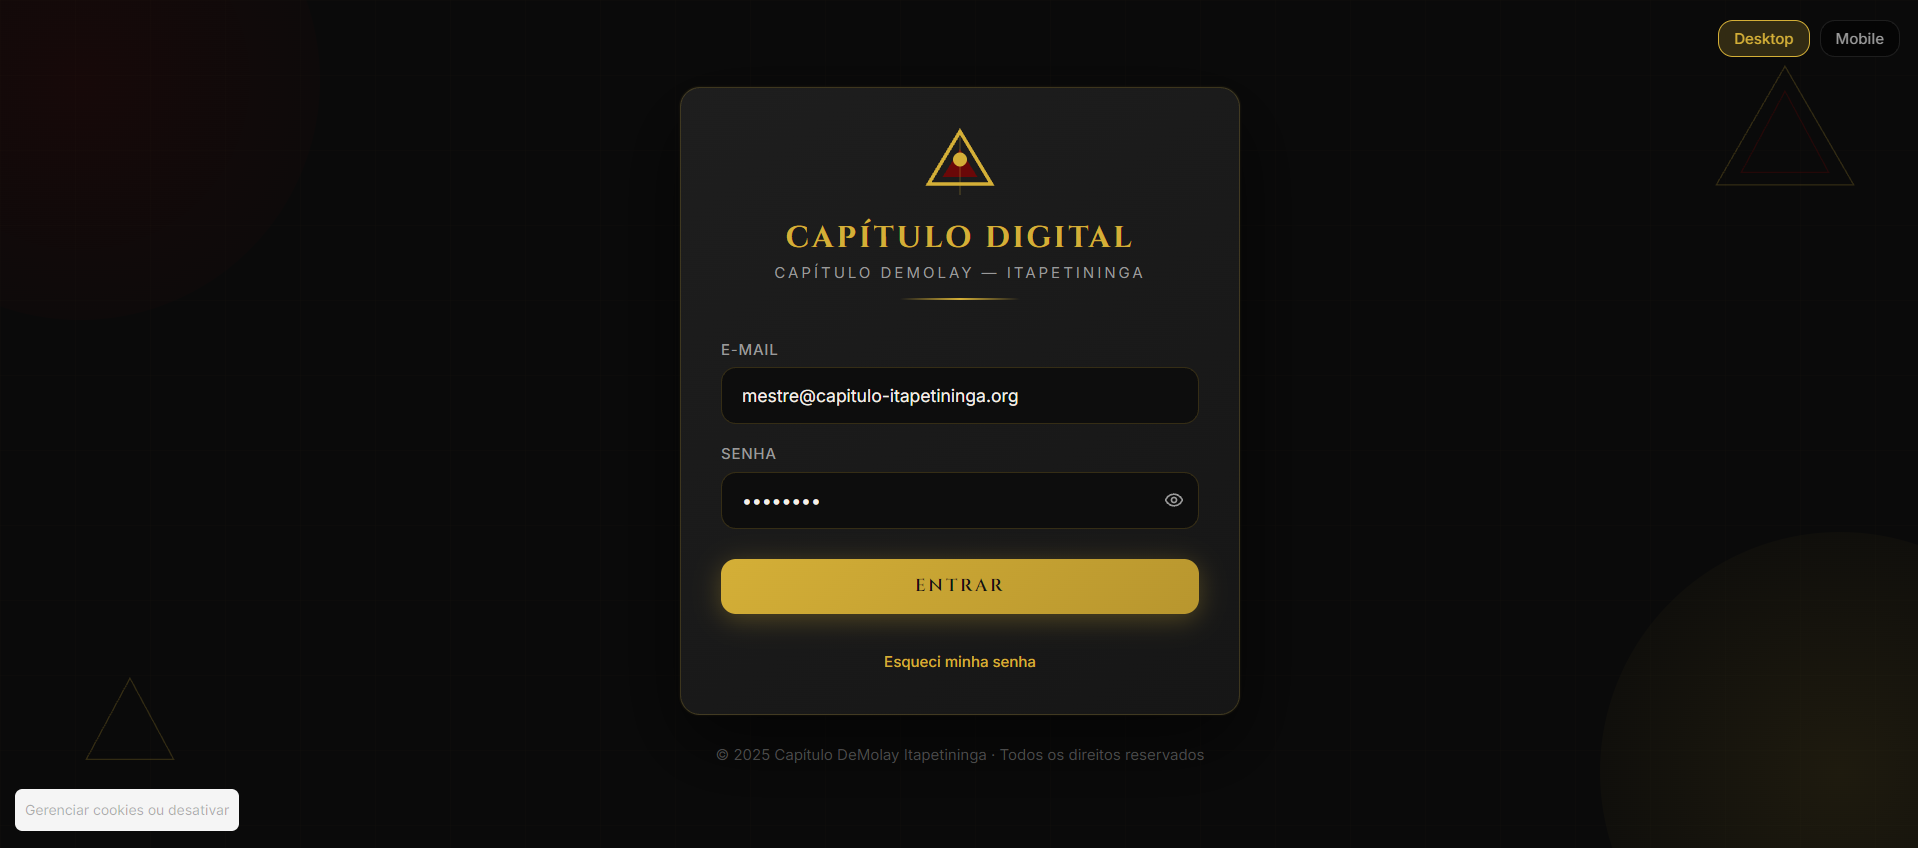 Desktop
Mobile
CAPÍTULO DIGITAL
CAPÍTULO DEMOLAY — ITAPETININGA
E-MAIL
mestre@capitulo-itapetininga.org
SENHA
••••••••
ENTRAR
Esqueci minha senha
© 2025 Capítulo DeMolay Itapetininga · Todos os direitos reservados
Gerenciar cookies ou desativar